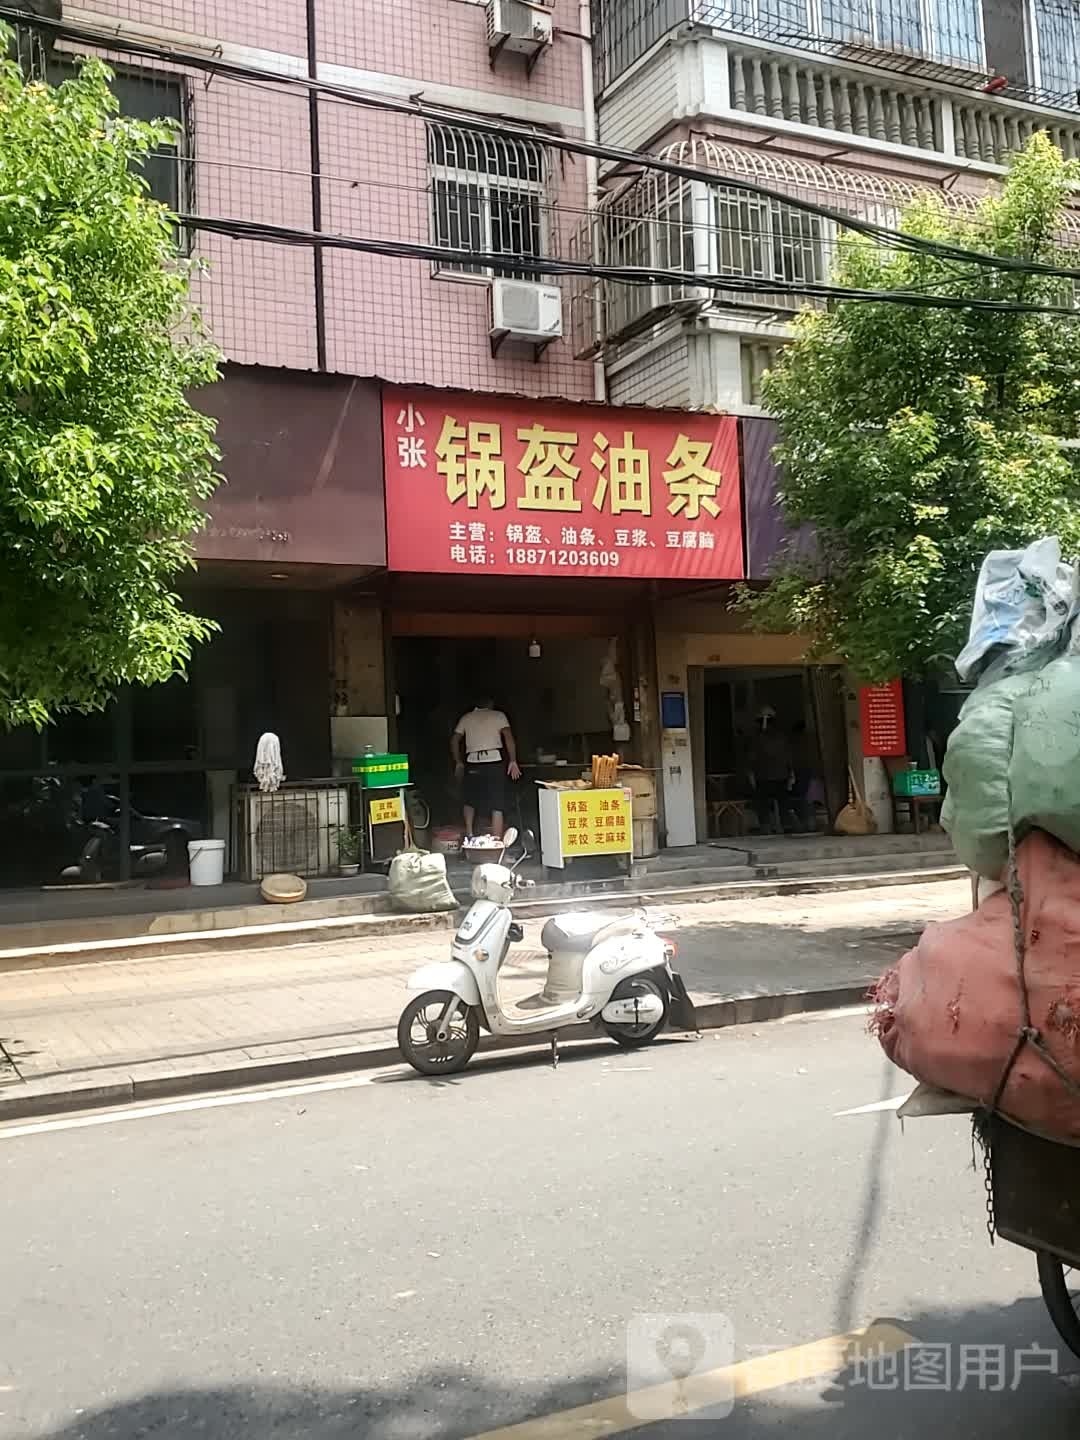 小张
锅盔油条
主营：锅盔、油条、豆浆、豆腐脑
电话：18871203609
豆浆
豆腐脑
锅盔 油条
豆浆 豆腐脑
菜饺 芝麻球
百度地图用户